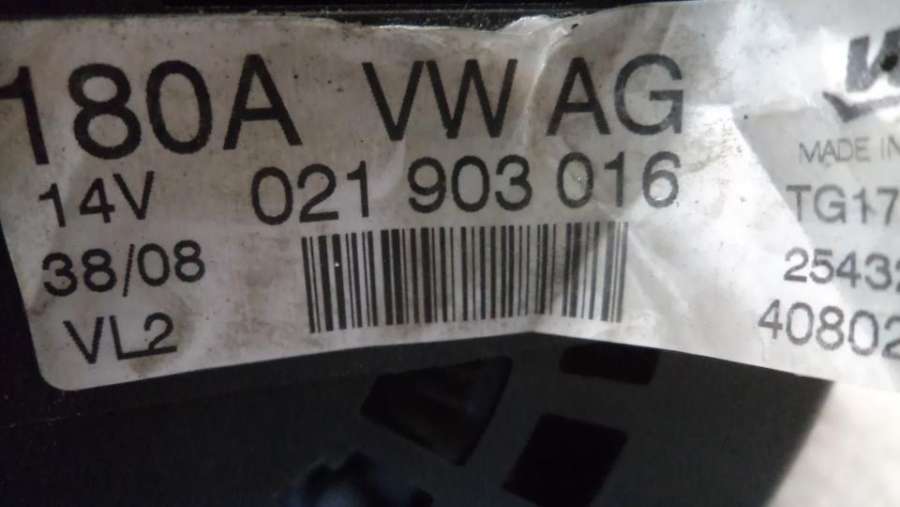 180A VW AG
14V 021 903 016
38/08
VL2
MADE IN
TG17
25432
40802